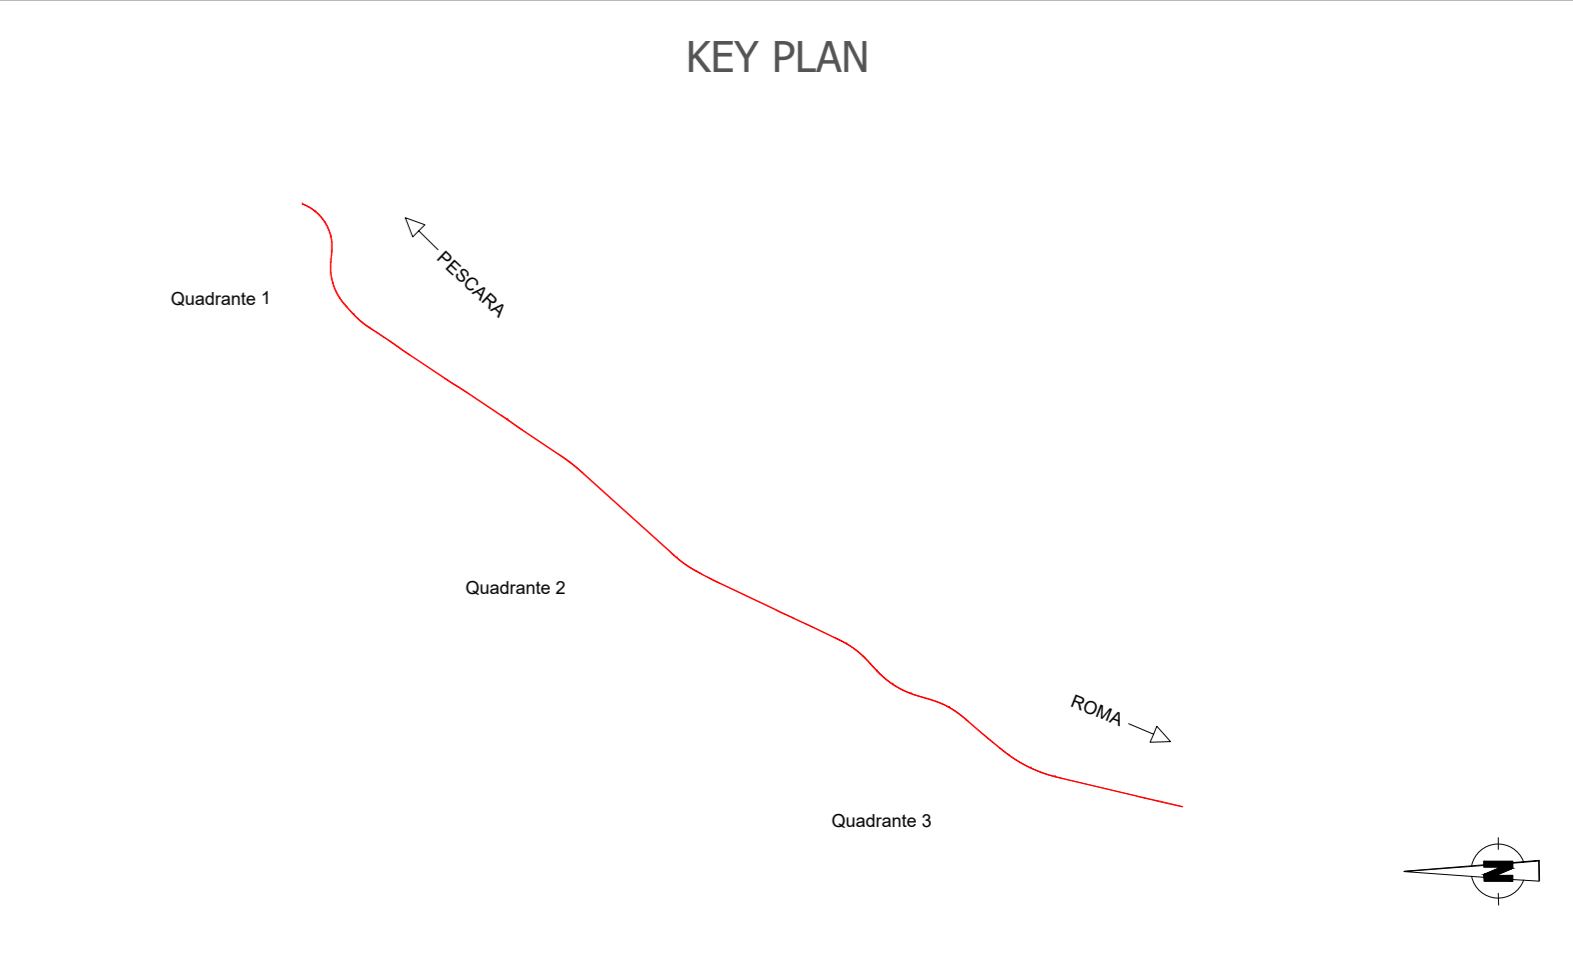 KEY PLAN
PESCARA
Quadrante 1
Quadrante 2
ROMA
Quadrante 3
N